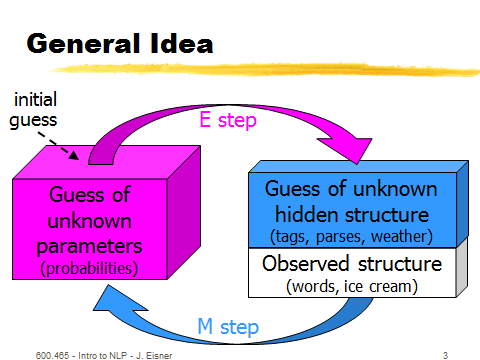 General Idea
initial
guess
E step
Guess of
unknown
parameters
(probabilities)
Guess of unknown
hidden structure
(tags, parses, weather)
Observed structure
(words, ice cream)
M step
600.465 - Intro to NLP - J. Eisner
3